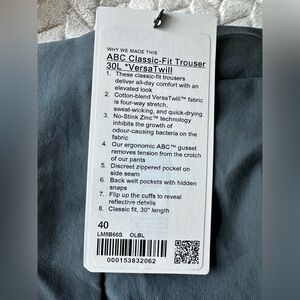 WHY WE MADE THIS
ABC Classic-Fit Trouser
30L *VersaTwill
1. These classic-fit trousers
deliver all-day comfort with an
elevated look
2. Cotton-blend VersaTwill™ fabric
is four-way stretch,
sweat-wicking, and quick-drying
3. No-Stink Zinc™ technology
inhibits the growth of
odour-causing bacteria on the
fabric
4. Our ergonomic ABC™ gusset
removes tension from the crotch
of our pants
5. Discreet zippered pocket on
side seam
6. Back welt pockets with hidden
snaps
7. Flip up the cuffs to reveal
reflective details
8. Classic fit, 30" length
40
LM5B66S OLBL
000153832062